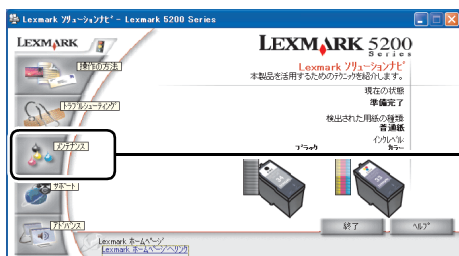 Lexmark ソリューションナビ - Lexmark 5200 Series
LEXMARK
操作の方法
トラブルシューティング
メンテナンス
サポート
アドバンス
LEXMARK 5200
Series
Lexmark ソリューションナビ
本製品を活用するためのテクニックを紹介します。
現在の状態
準備完了
検出された用紙の種類
普通紙
インクレベル
ブラック カラー
終了 ヘルプ
Lexmark ホームページ
Lexmark ホームページへリンク